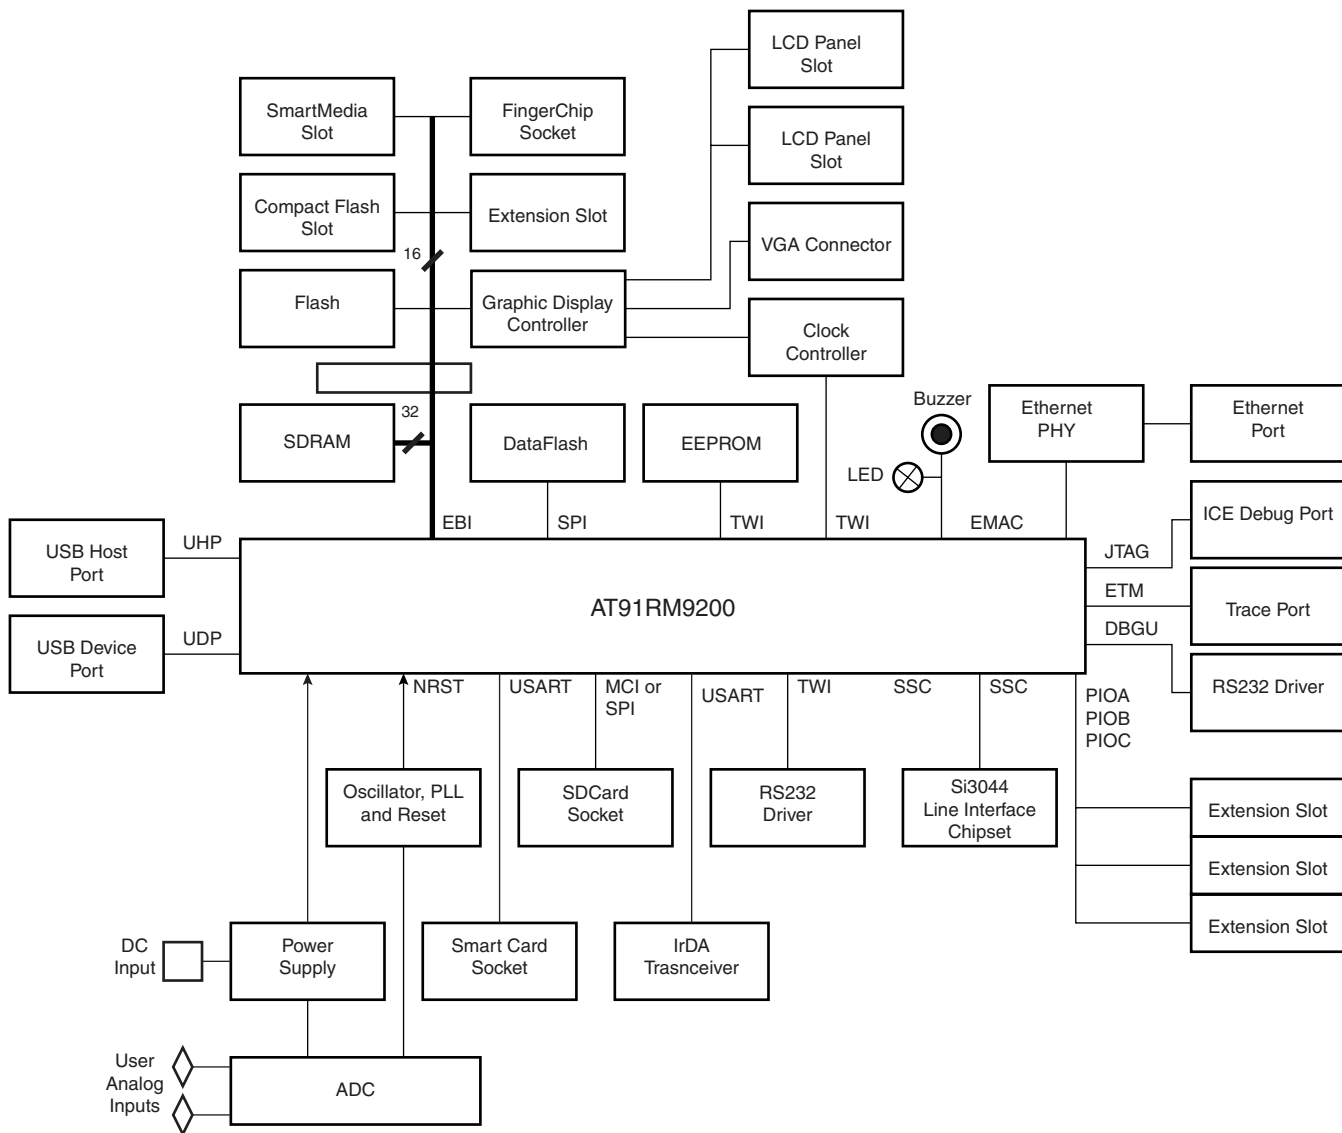 LCD Panel
Slot
SmartMedia
Slot
FingerChip
Socket
LCD Panel
Slot
Compact Flash
Slot
Extension Slot
VGA Connector
16
Flash
Graphic Display
Controller
Clock
Controller
Buzzer
Ethernet
PHY
Ethernet
Port
32
SDRAM
DataFlash
EEPROM
LED
EBI
SPI
TWI
TWI
EMAC
ICE Debug Port
USB Host
Port
UHP
JTAG
ETM
Trace Port
AT91RM9200
USB Device
Port
UDP
DBGU
RS232 Driver
NRST
USART
MCI or
SPI
USART
TWI
SSC
SSC
PIOA
PIOB
PIOC
Oscillator, PLL
and Reset
SDCard
Socket
RS232
Driver
Si3044
Line Interface
Chipset
Extension Slot
Extension Slot
Extension Slot
DC
Input
Power
Supply
Smart Card
Socket
IrDA
Trasnceiver
User
Analog
Inputs
ADC